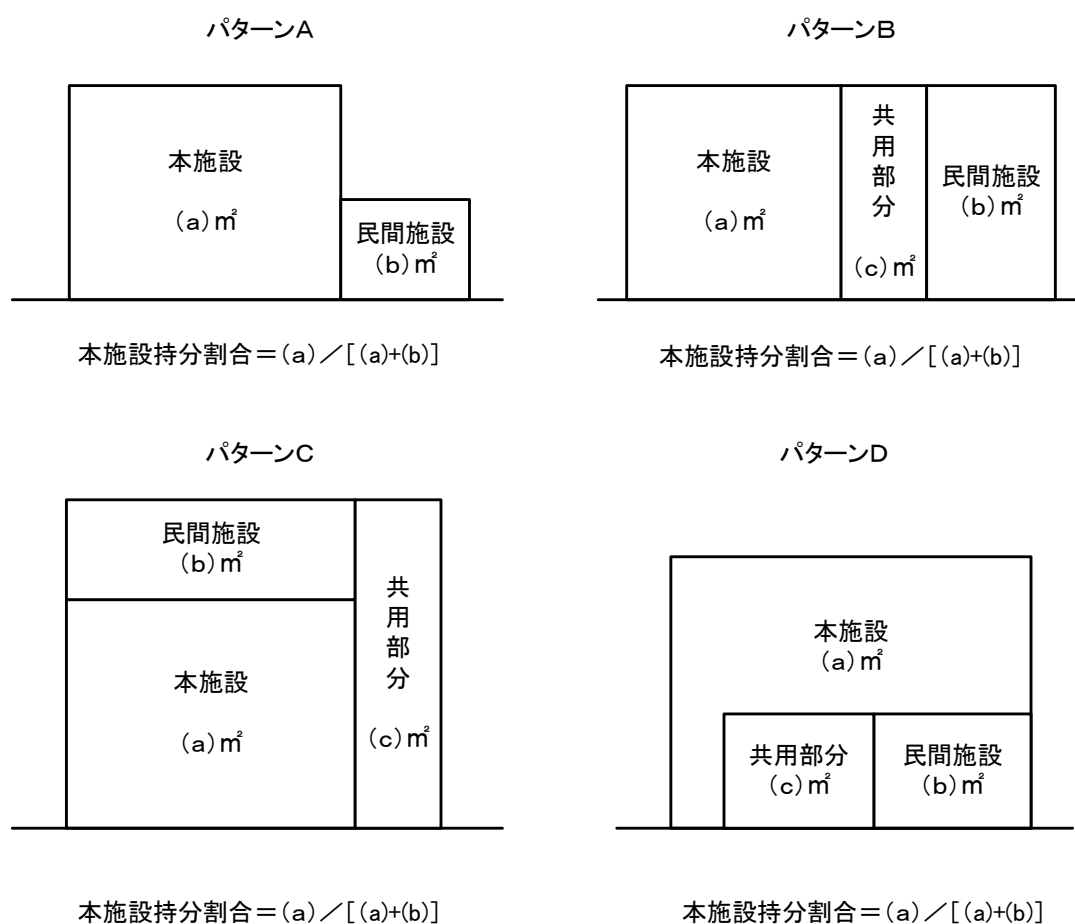 パターンA
本施設
(a)㎡
民間施設
(b)㎡
本施設持分割合=(a)/[(a)+(b)]
パターンB
本施設
(a)㎡
共用部分
(c)㎡
民間施設
(b)㎡
本施設持分割合=(a)/[(a)+(b)]
パターンC
民間施設
(b)㎡
本施設
(a)㎡
共用部分
(c)㎡
本施設持分割合=(a)/[(a)+(b)]
パターンD
本施設
(a)㎡
共用部分
(c)㎡
民間施設
(b)㎡
本施設持分割合=(a)/[(a)+(b)]